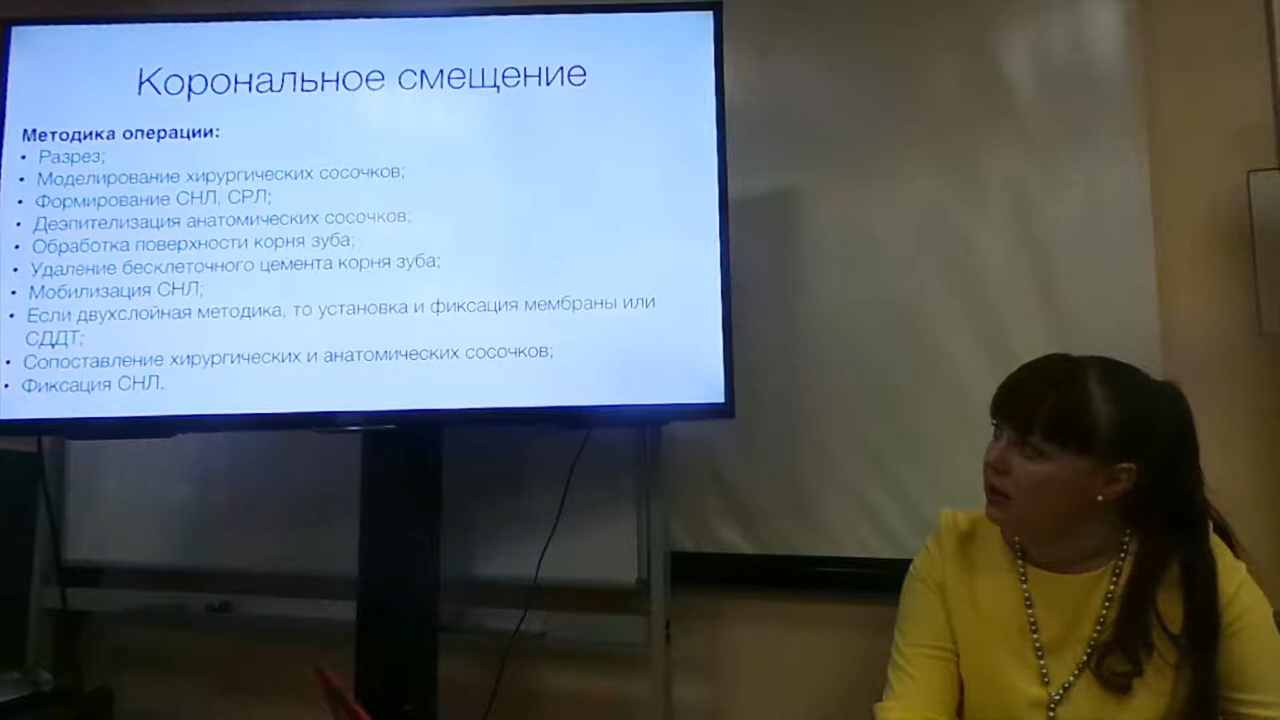 Корональное смещение
Методика операции:
• Разрез;
• Моделирование хирургических сосочков;
• Формирование СНЛ, СРЛ;
• Деэпителизация анатомических сосочков;
• Обработка поверхности корня зуба;
• Удаление бесклеточного цемента корня зуба;
• Мобилизация СНЛ;
• Если двухслойная методика, то установка и фиксация мембраны или
СДДТ;
• Сопоставление хирургических и анатомических сосочков;
• Фиксация СНЛ.